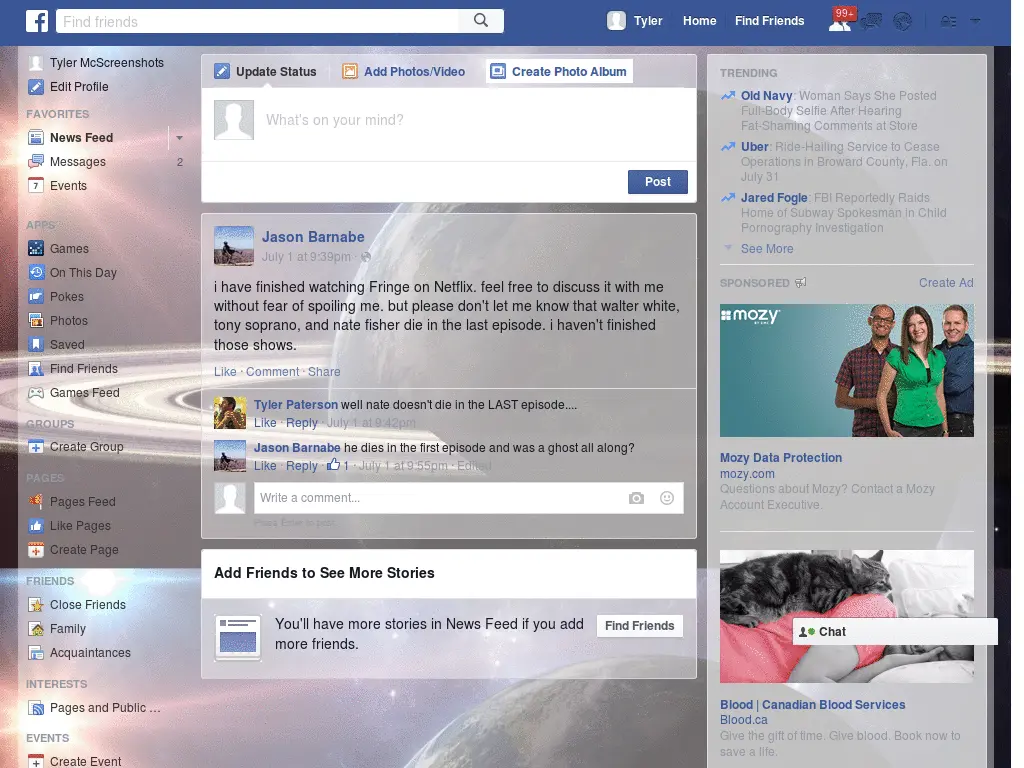 Find friends
Tyler
Home
Find Friends
99+
Tyler McScreenshots
Edit Profile
FAVORITES
News Feed
Messages 2
Events
APPS
Games
On This Day
Pokes
Photos
Saved
Find Friends
Games Feed
GROUPS
Create Group
PAGES
Pages Feed
Like Pages
Create Page
FRIENDS
Close Friends
Family
Acquaintances
INTERESTS
Pages and Public ...
EVENTS
Create Event
Update Status
Add Photos/Video
Create Photo Album
What's on your mind?
Post
Jason Barnabe
July 1 at 9:39pm ·
i have finished watching Fringe on Netflix. feel free to discuss it with me
without fear of spoiling me. but please don't let me know that walter white,
tony soprano, and nate fisher die in the last episode. i haven't finished
those shows.
Like · Comment · Share
Tyler Paterson well nate doesn't die in the LAST episode....
Like · Reply · July 1 at 9:42pm
Jason Barnabe he dies in the first episode and was a ghost all along?
Like · Reply · 1 · July 1 at 9:55pm · Edited
Write a comment...
Press Enter to post.
Add Friends to See More Stories
You'll have more stories in News Feed if you add
more friends.
Find Friends
TRENDING
Old Navy: Woman Says She Posted
Full-Body Selfie After Hearing
Fat-Shaming Comments at Store
Uber: Ride-Hailing Service to Cease
Operations in Broward County, Fla. on
July 31
Jared Fogle: FBI Reportedly Raids
Home of Subway Spokesman in Child
Pornography Investigation
See More
SPONSORED
Create Ad
mozy
Mozy Data Protection
mozy.com
Questions about Mozy? Contact a Mozy
Account Executive.
Chat
Blood | Canadian Blood Services
Blood.ca
Give the gift of time. Give blood. Book now to
save a life.